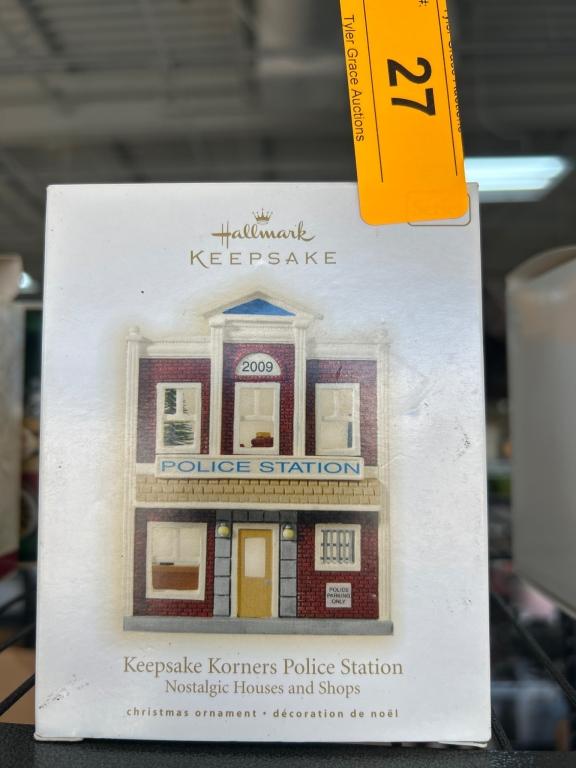 #:
27
Tyler Grace Auctions
Hallmark
KEEPSAKE
2009
POLICE STATION
POLICE
PARKING
ONLY
Keepsake Korners Police Station
Nostalgic Houses and Shops
christmas ornament • décoration de noël